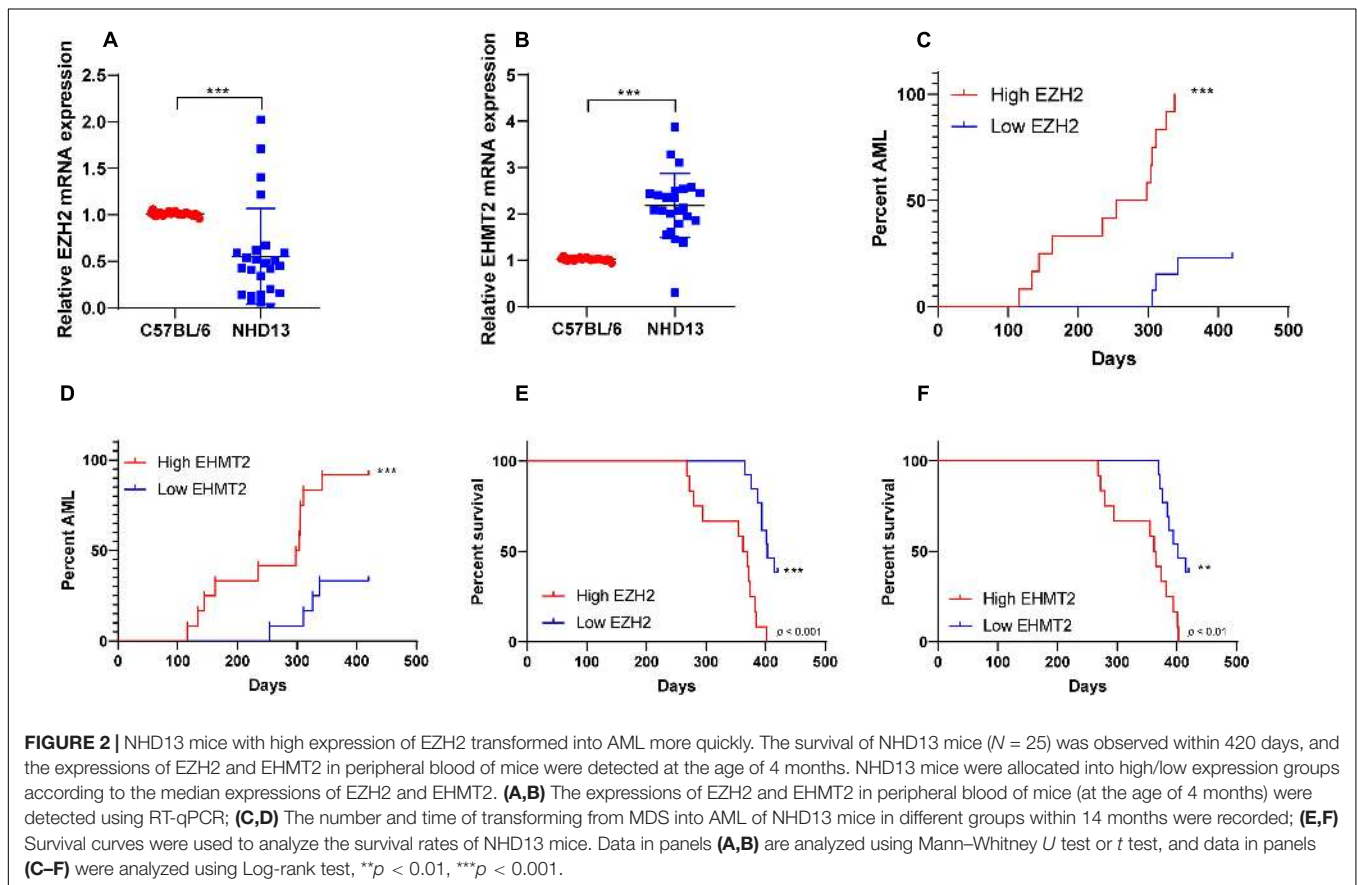 A
Relative EZH2 mRNA expression
2.5
2.0
1.5
1.0
0.5
0.0
***
C57BL/6 NHD13
B
Relative EHMT2 mRNA expression
5
4
3
2
1
0
***
C57BL/6 NHD13
C
Percent AML
100
50
0
High EZH2
Low EZH2
***
0 100 200 300 400 500
Days
D
Percent AML
100
50
0
High EHMT2
Low EHMT2
***
0 100 200 300 400 500
Days
E
Percent survival
100
50
0
High EZH2
Low EZH2
***
p < 0.001
0 100 200 300 400 500
Days
F
Percent survival
100
50
0
High EHMT2
Low EHMT2
**
p < 0.01
0 100 200 300 400 500
Days
FIGURE 2 | NHD13 mice with high expression of EZH2 transformed into AML more quickly. The survival of NHD13 mice (N = 25) was observed within 420 days, and
the expressions of EZH2 and EHMT2 in peripheral blood of mice were detected at the age of 4 months. NHD13 mice were allocated into high/low expression groups
according to the median expressions of EZH2 and EHMT2. (A,B) The expressions of EZH2 and EHMT2 in peripheral blood of mice (at the age of 4 months) were
detected using RT-qPCR; (C,D) The number and time of transforming from MDS into AML of NHD13 mice in different groups within 14 months were recorded; (E,F)
Survival curves were used to analyze the survival rates of NHD13 mice. Data in panels (A,B) are analyzed using Mann–Whitney U test or t test, and data in panels
(C–F) were analyzed using Log-rank test, **p < 0.01, ***p < 0.001.